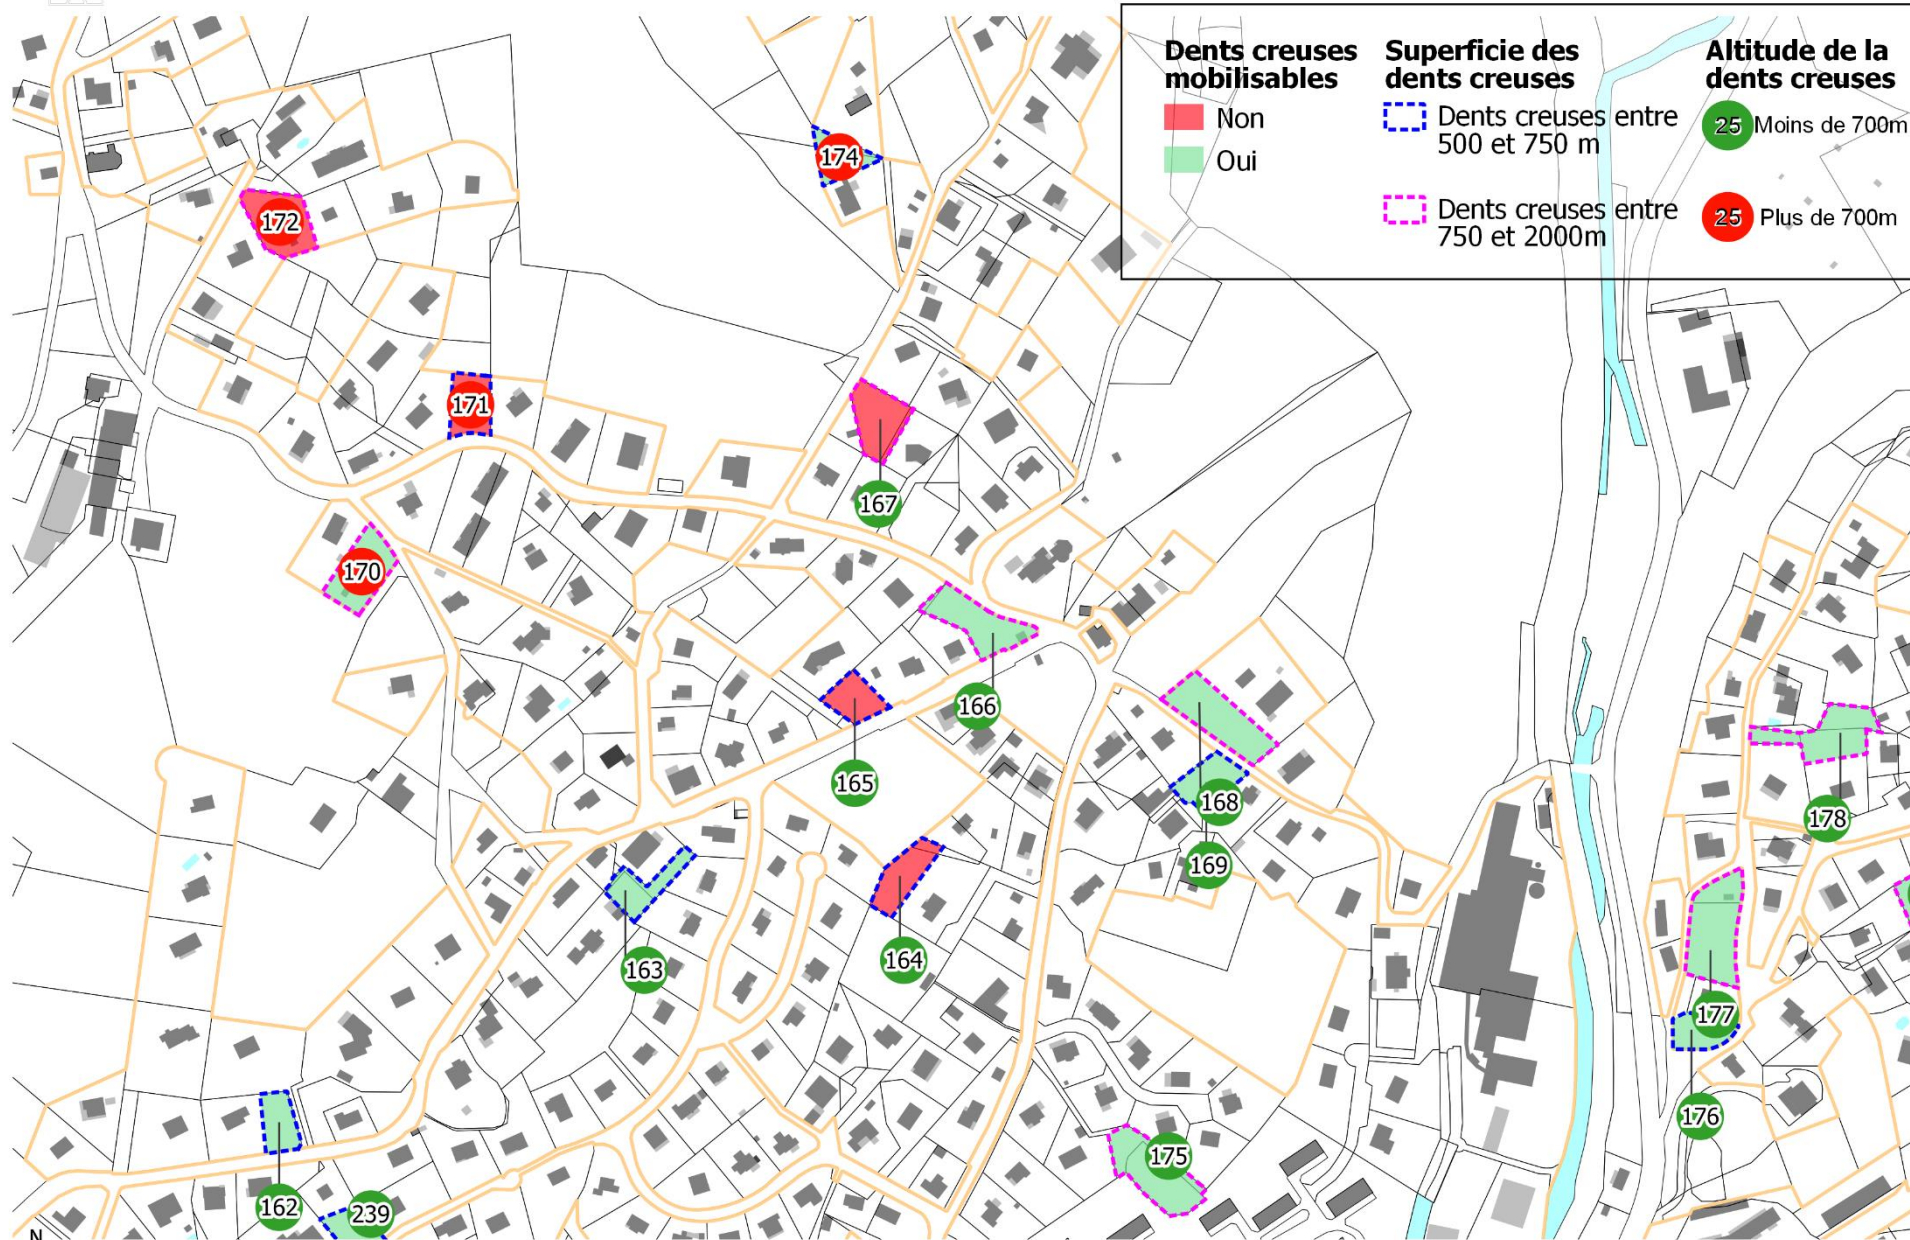 Dents creuses
mobilisables
Non
Oui
Superficie des
dents creuses
Dents creuses entre
500 et 750 m
Dents creuses entre
750 et 2000m
Altitude de la
dents creuses
25 Moins de 700m
25 Plus de 700m
174
172
171
167
170
166
165
168
178
169
163
164
177
176
175
162
239
N